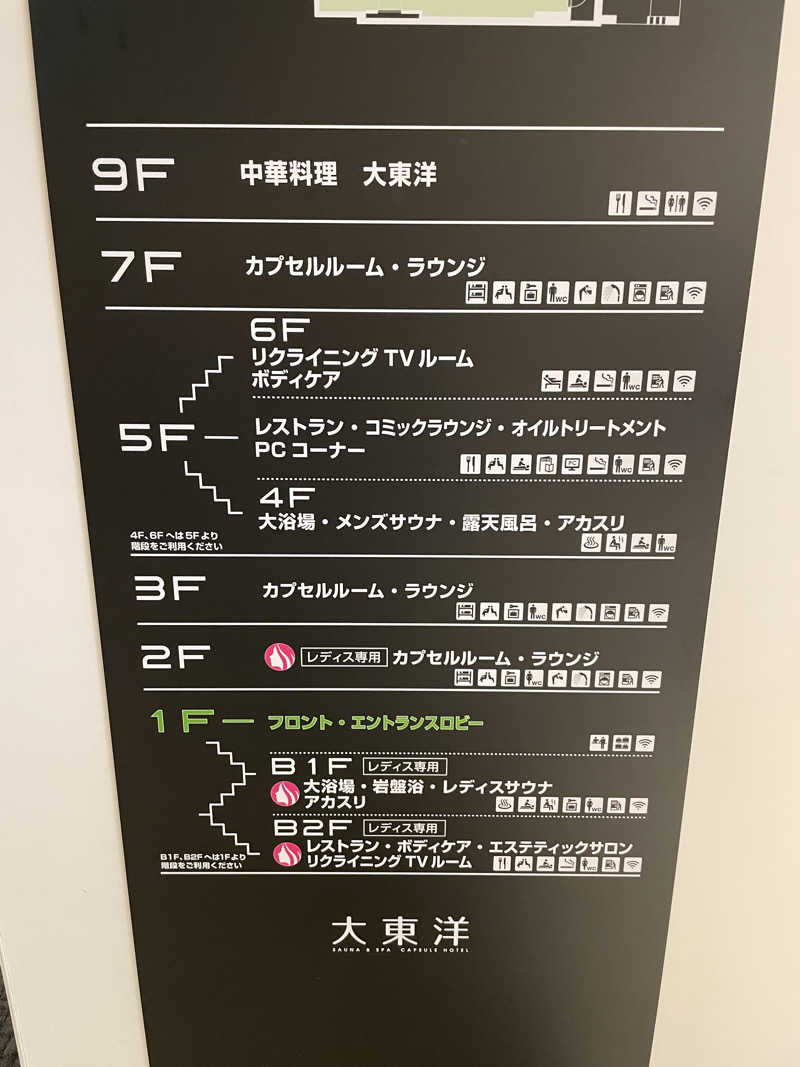 9F 中華料理 大東洋
7F カプセルルーム・ラウンジ
WC
6F
リクライニング TV ルーム
ボディケア
WC
5F レストラン・コミックラウンジ・オイルトリートメント
PC コーナー
WC
4F
大浴場・メンズサウナ・露天風呂・アカスリ
WC
4F、6F へは 5F より
階段をご利用ください
3F カプセルルーム・ラウンジ
WC
2F レディス専用 カプセルルーム・ラウンジ
WC
1F フロント・エントランスロビー
B1F レディス専用
大浴場・岩盤浴・レディスサウナ
アカスリ
WC
B2F レディス専用
レストラン・ボディケア・エステティックサロン
リクライニング TV ルーム
WC
B1F、B2F へは 1F より
階段をご利用ください
大東洋
SAUNA & SPA CAPSULE HOTEL